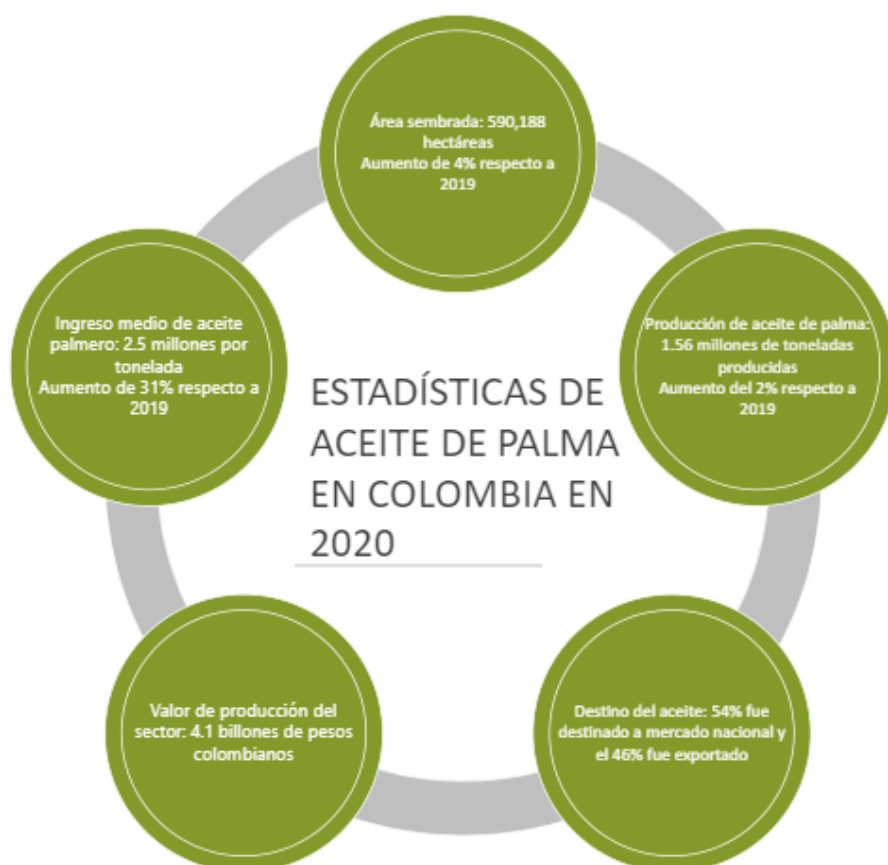 Área sembrada: 590,188
hectáreas
Aumento de 4% respecto a
2019
Producción de aceite de palma:
1.56 millones de toneladas
producidas
Aumento del 2% respecto a
2019
Destino del aceite: 54% fue
destinado a mercado nacional y
el 46% fue exportado
Valor de producción del
sector: 4.1 billones de pesos
colombianos
Ingreso medio de aceite
palmero: 2.5 millones por
tonelada
Aumento de 31% respecto a
2019
ESTADÍSTICAS DE
ACEITE DE PALMA
EN COLOMBIA EN
2020